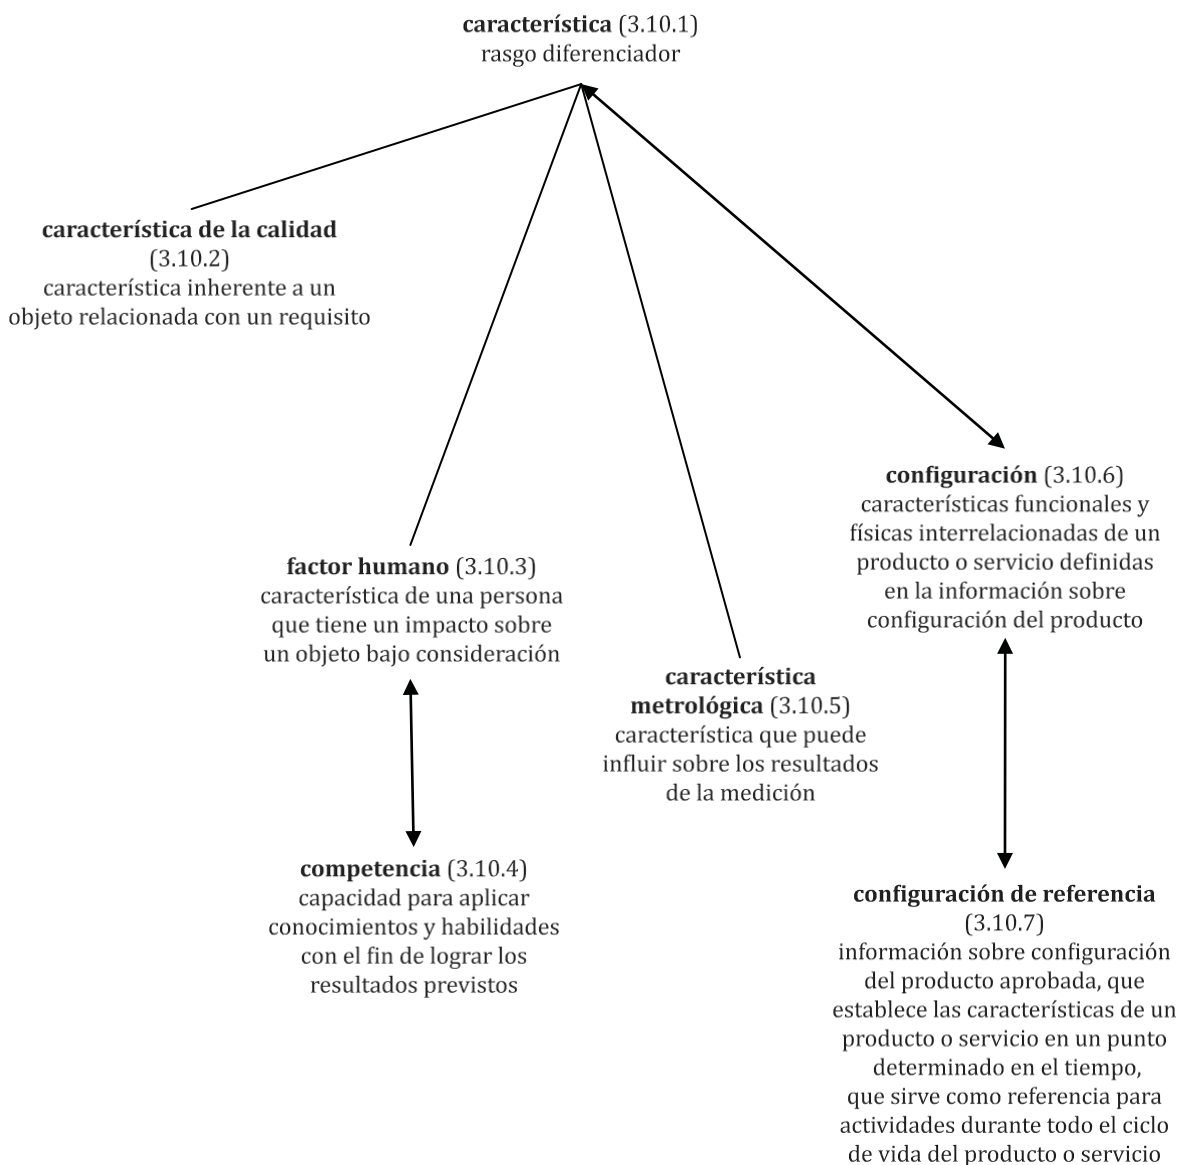 característica (3.10.1)
rasgo diferenciador
característica de la calidad
(3.10.2)
característica inherente a un
objeto relacionada con un requisito
factor humano (3.10.3)
característica de una persona
que tiene un impacto sobre
un objeto bajo consideración
competencia (3.10.4)
capacidad para aplicar
conocimientos y habilidades
con el fin de lograr los
resultados previstos
característica
metrológica (3.10.5)
característica que puede
influir sobre los resultados
de la medición
configuración (3.10.6)
características funcionales y
físicas interrelacionadas de un
producto o servicio definidas
en la información sobre
configuración del producto
configuración de referencia
(3.10.7)
información sobre configuración
del producto aprobada, que
establece las características de un
producto o servicio en un punto
determinado en el tiempo,
que sirve como referencia para
actividades durante todo el ciclo
de vida del producto o servicio